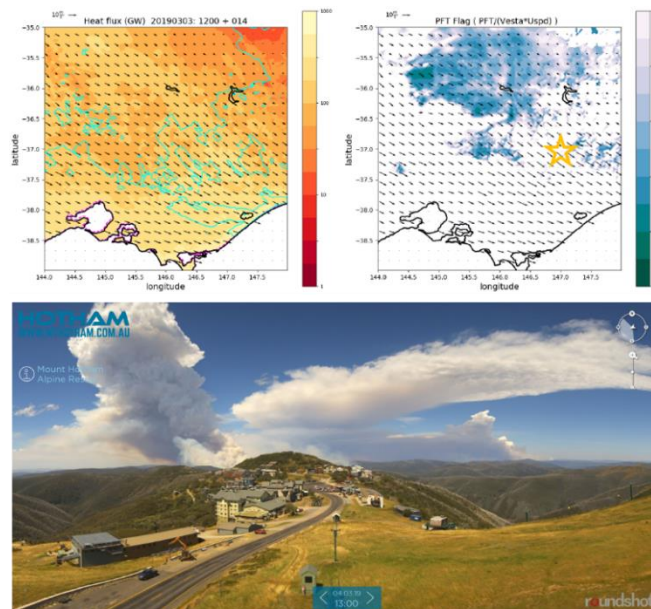 Heat flux (GW) 20190303: 1200 + 014
-35.0
-35.5
-36.0
-36.5
-37.0
-37.5
-38.0
-38.5
latitude
144.0 144.5 145.0 145.5 146.0 146.5 147.0 147.5
longitude
1000
100
10
1
PFT Flag ( PFT/(Vesta*Uspd) )
-35.0
-35.5
-36.0
-36.5
-37.0
-37.5
-38.0
-38.5
latitude
144.0 144.5 145.0 145.5 146.0 146.5 147.0 147.5
longitude
HOTHAM
Mount Hotham
Alpine Res
13:00
roundshot